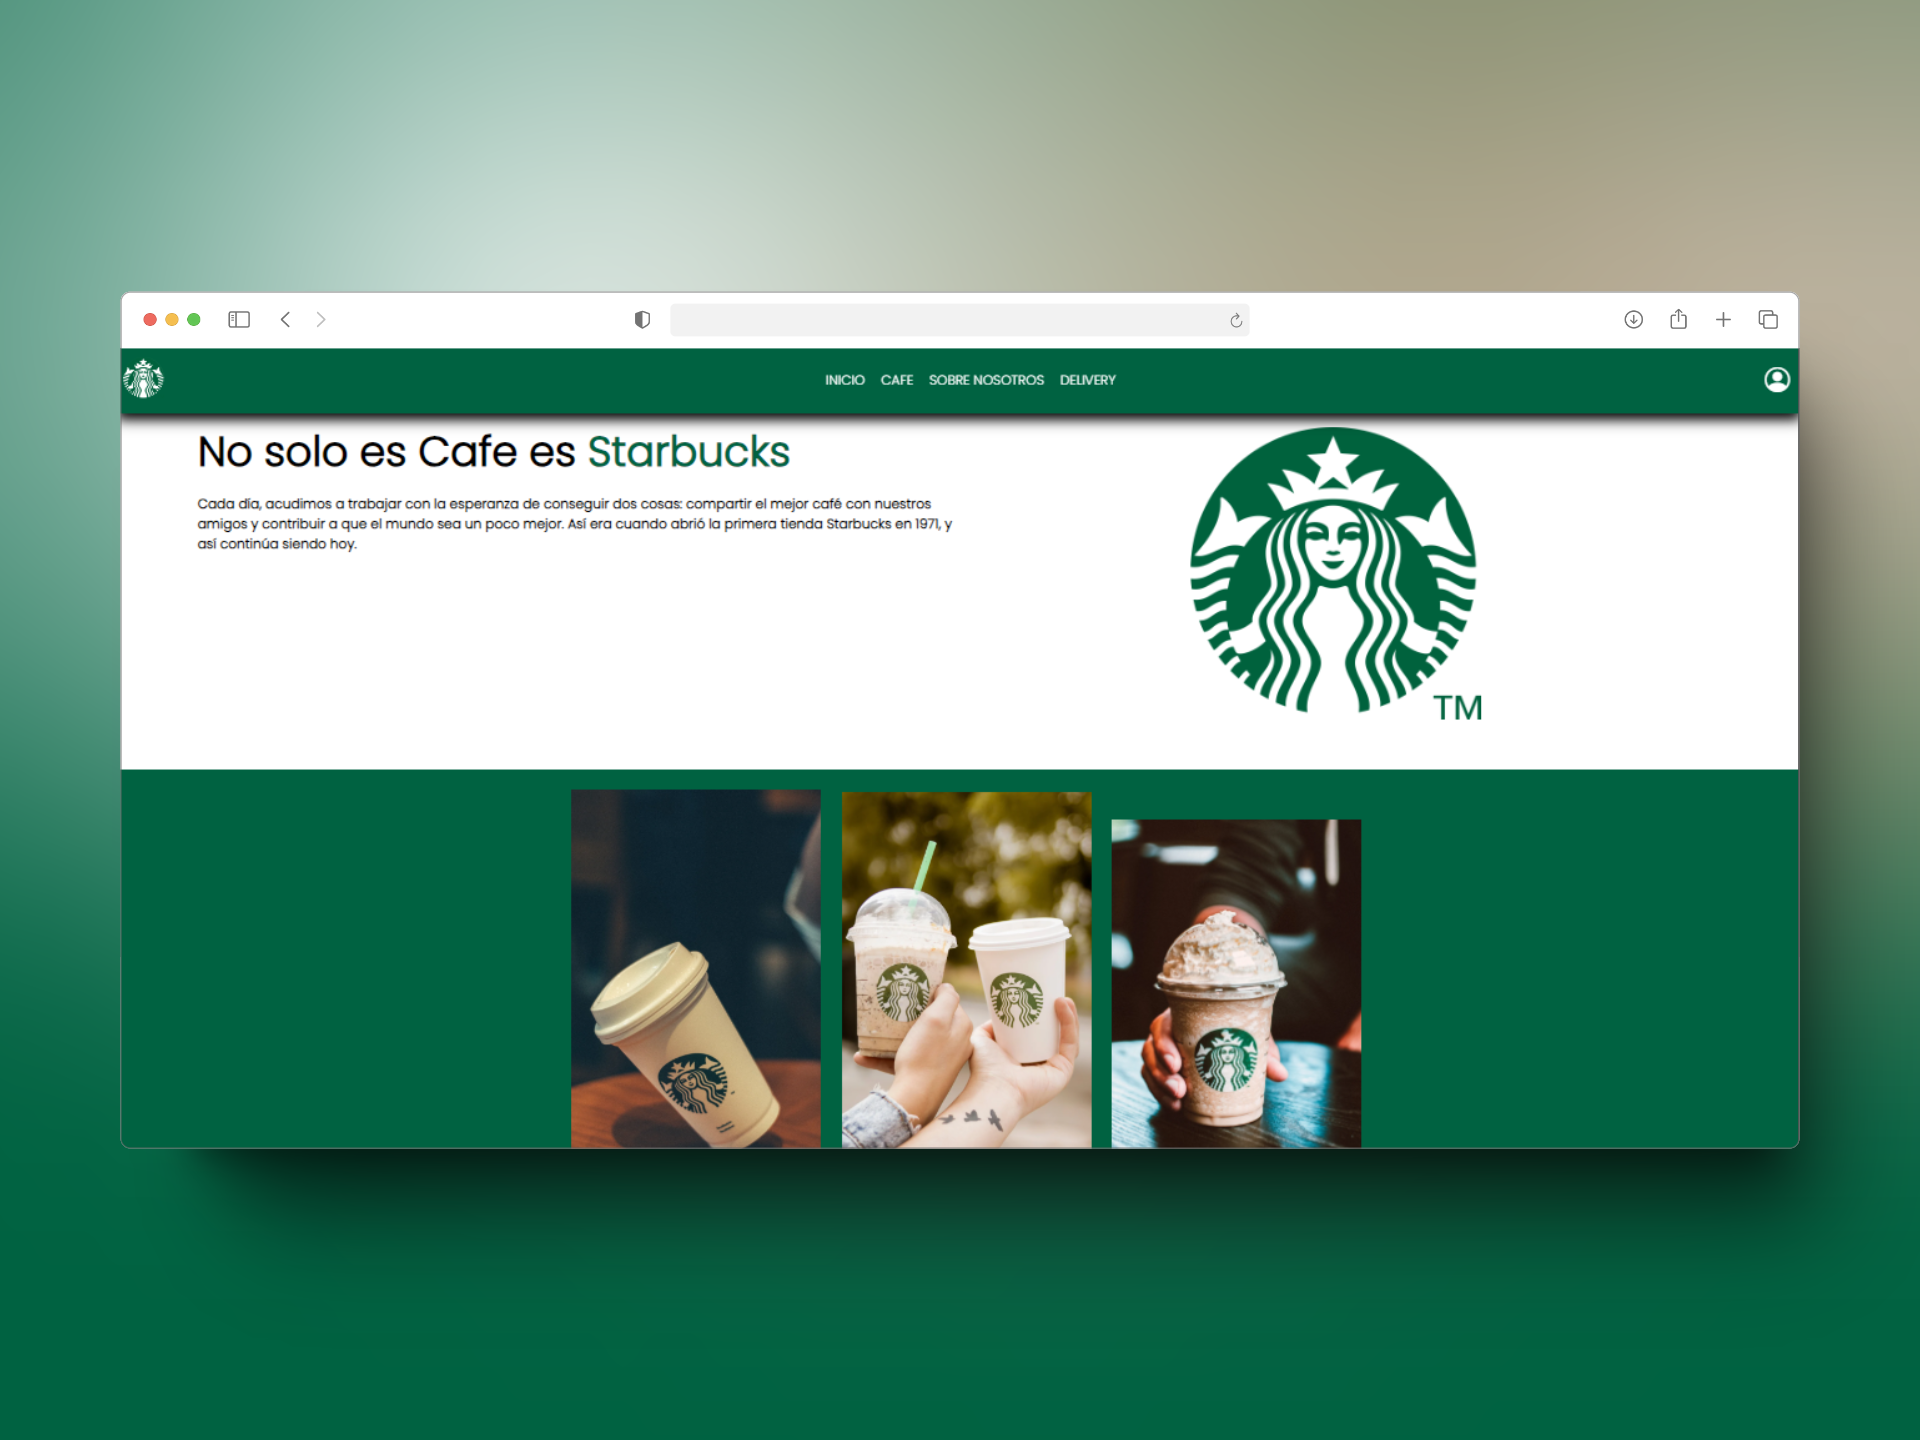 INICIO CAFE SOBRE NOSOTROS DELIVERY
No solo es Cafe es Starbucks
Cada día, acudimos a trabajar con la esperanza de conseguir dos cosas: compartir el mejor café con nuestros
amigos y contribuir a que el mundo sea un poco mejor. Así era cuando abrió la primera tienda Starbucks en 1971, y
así continúa siendo hoy.
TM